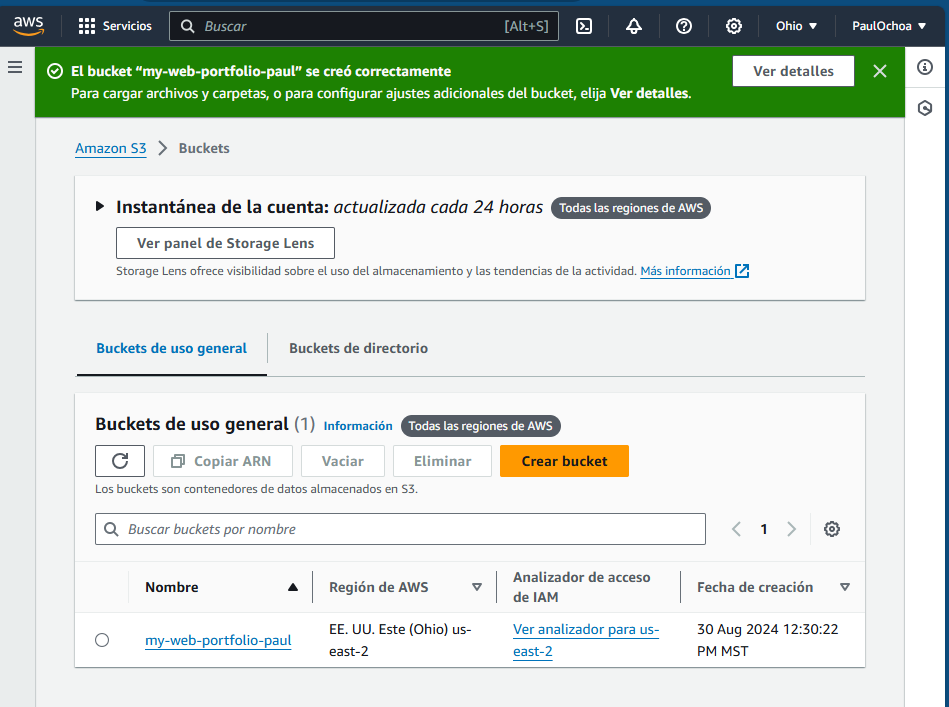 aws
Servicios
Buscar
[Alt+S]
Ohio
PaulOchoa
El bucket “my-web-portfolio-paul” se creó correctamente
Para cargar archivos y carpetas, o para configurar ajustes adicionales del bucket, elija Ver detalles.
Ver detalles
Amazon S3
Buckets
Instantánea de la cuenta: actualizada cada 24 horas
Todas las regiones de AWS
Ver panel de Storage Lens
Storage Lens ofrece visibilidad sobre el uso del almacenamiento y las tendencias de la actividad. Más información
Buckets de uso general
Buckets de directorio
Buckets de uso general (1) Información
Todas las regiones de AWS
Copiar ARN
Vaciar
Eliminar
Crear bucket
Los buckets son contenedores de datos almacenados en S3.
Buscar buckets por nombre
1
Nombre
Región de AWS
Analizador de acceso
de IAM
Fecha de creación
my-web-portfolio-paul
EE. UU. Este (Ohio) us-
east-2
Ver analizador para us-
east-2
30 Aug 2024 12:30:22
PM MST